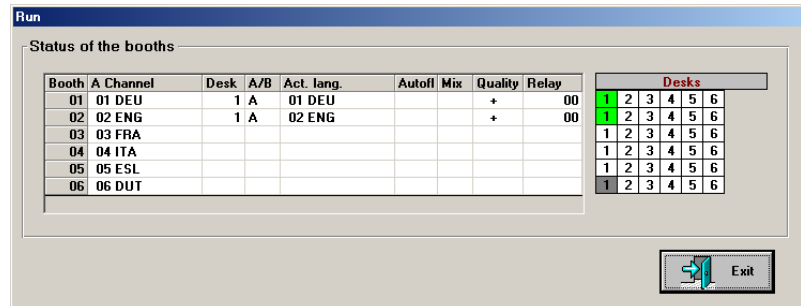 Run
Status of the booths
Booth A Channel Desk A/B Act. lang. Autofl Mix Quality Relay Desks
01 01 DEU 1 A 01 DEU + 00 1 2 3 4 5 6
02 02 ENG 1 A 02 ENG + 00 1 2 3 4 5 6
03 03 FRA 1 2 3 4 5 6
04 04 ITA 1 2 3 4 5 6
05 05 ESL 1 2 3 4 5 6
06 06 DUT 1 2 3 4 5 6
Exit